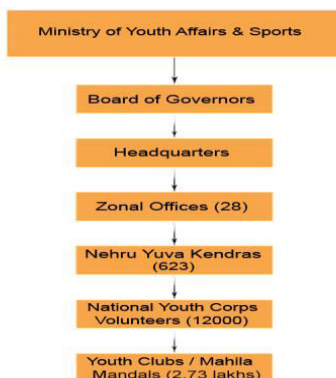 Ministry of Youth Affairs & Sports
Board of Governors
Headquarters
Zonal Offices (28)
Nehru Yuva Kendras
(623)
National Youth Corps
Volunteers (12000)
Youth Clubs / Mahila
Mandals (2.73 lakhs)